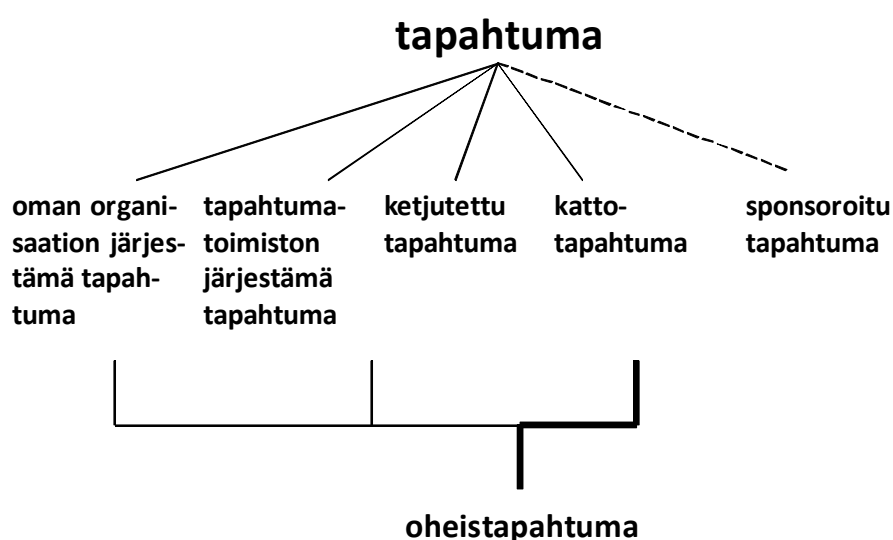 tapahtuma
oman organi-
saation järjes-
tämä tapah-
tuma
tapahtuma-
toimiston
järjestämä
tapahtuma
ketjutettu
tapahtuma
katto-
tapahtuma
sponsoroitu
tapahtuma
oheistapahtuma